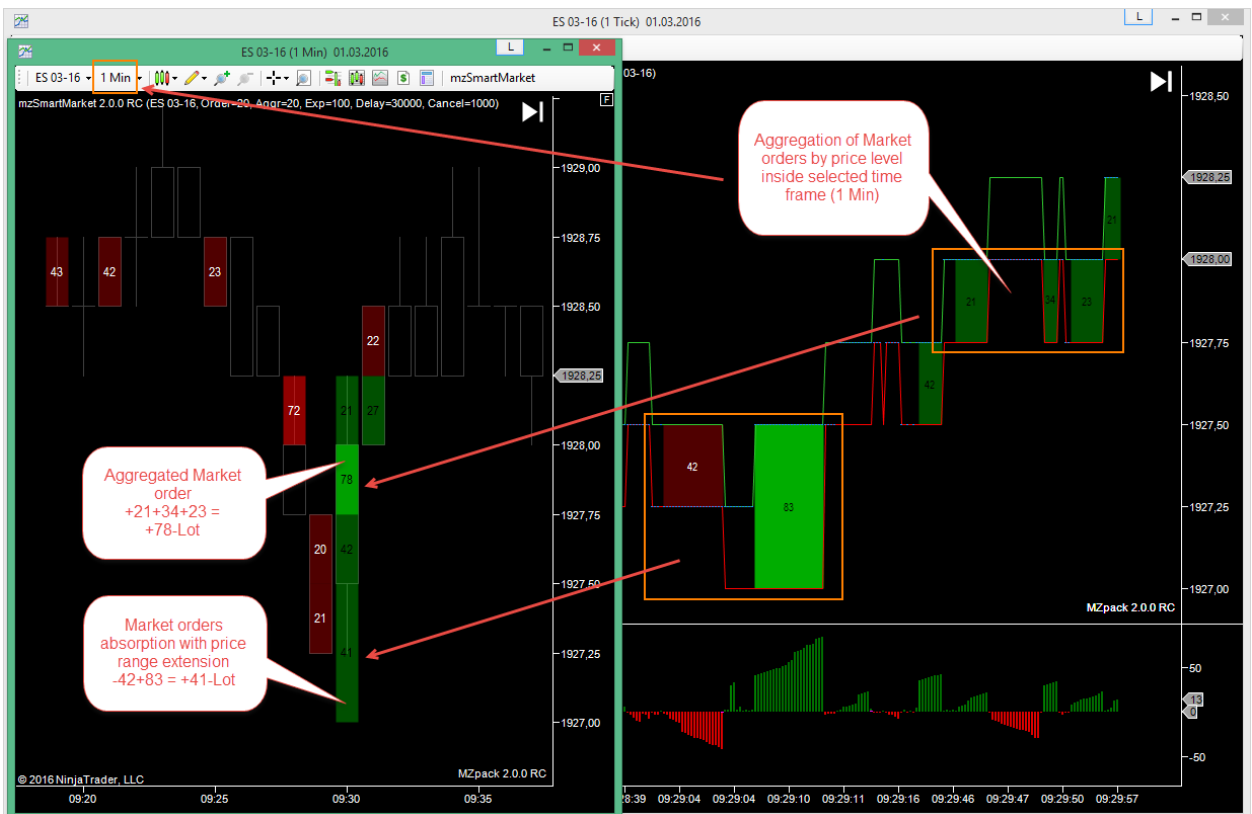 ES 03-16 (1 Tick) 01.03.2016
L
ES 03-16 (1 Min) 01.03.2016
L
ES 03-16
1 Min
$
mzSmartMarket
03-16)
mzSmartMarket 2.0.0 RC (ES 03-16, Order=20, Aggr=20, Exp=100, Delay=30000, Cancel=1000)
F
1929,00
1928,75
1928,50
1928,25
1928,00
1927,75
1927,50
1927,25
1927,00
43
42
23
22
72
21
27
78
20
42
21
41
Aggregated Market
order
+21+34+23 =
+78-Lot
Market orders
absorption with price
range extension
-42+83 = +41-Lot
© 2016 NinjaTrader, LLC
MZpack 2.0.0 RC
09:20
09:25
09:30
09:35
Aggregation of Market
orders by price level
inside selected time
frame (1 Min)
1928,50
1928,25
1928,00
1927,75
1927,50
1927,25
1927,00
21
21
34
23
42
42
83
MZpack 2.0.0 RC
50
13
0
-50
28:39
09:29:04
09:29:04
09:29:10
09:29:11
09:29:16
09:29:46
09:29:47
09:29:50
09:29:57